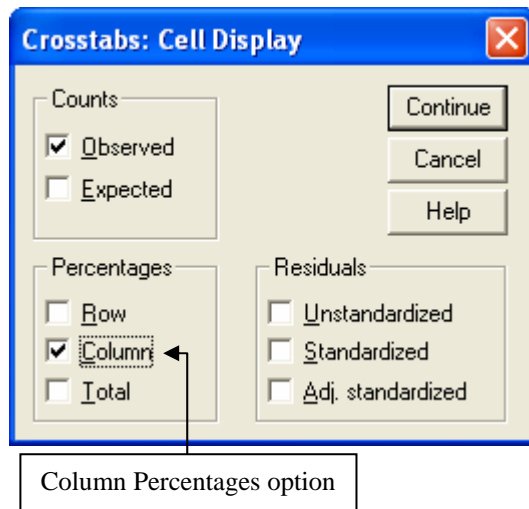 Crosstabs: Cell Display
Counts
Observed
Expected
Continue
Cancel
Help
Percentages
Row
Column
Total
Residuals
Unstandardized
Standardized
Adj. standardized
Column Percentages option